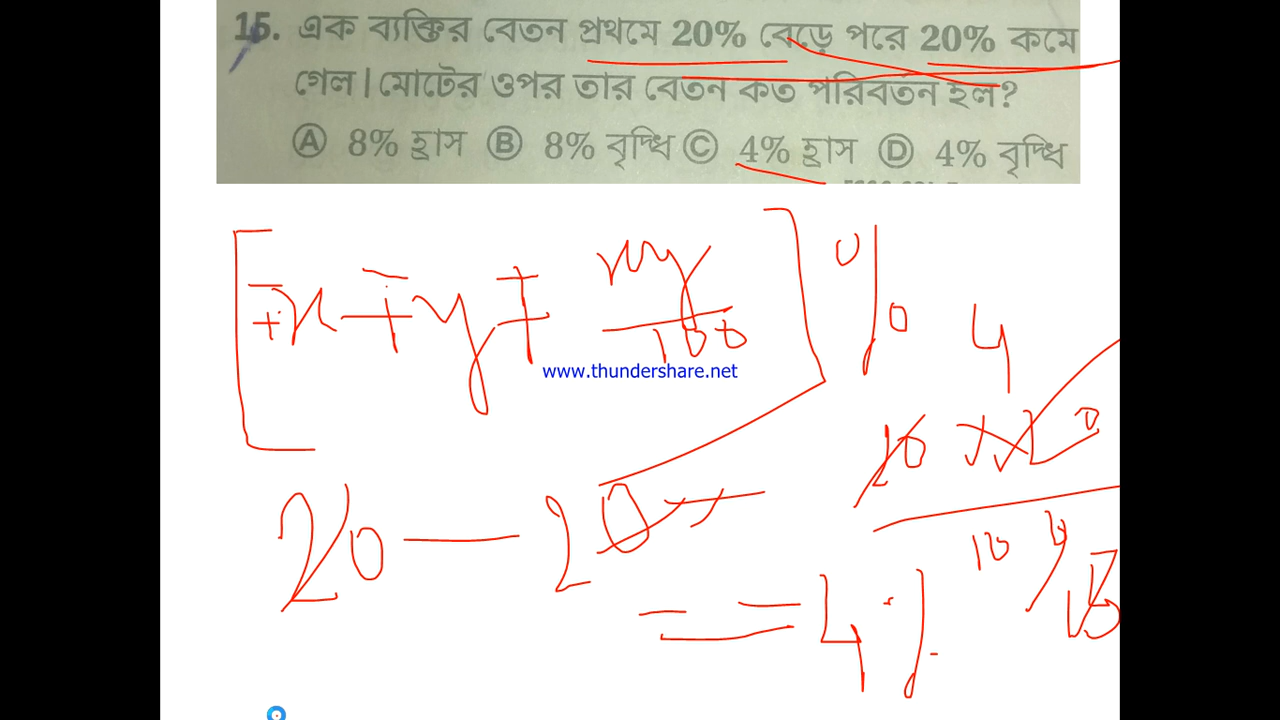 15. এক ব্যক্তির বেতন প্রথমে 20% বেড়ে পরে 20% কমে
গেল। মোটের ওপর তার বেতন কত পরিবর্তন হল?
Ⓐ 8% হ্রাস Ⓑ 8% বৃদ্ধি Ⓒ 4% হ্রাস Ⓓ 4% বৃদ্ধি
[∓x ∓ y ∓ xy/100] %
www.thundershare.net
4
20 — 20 –
= = 4%